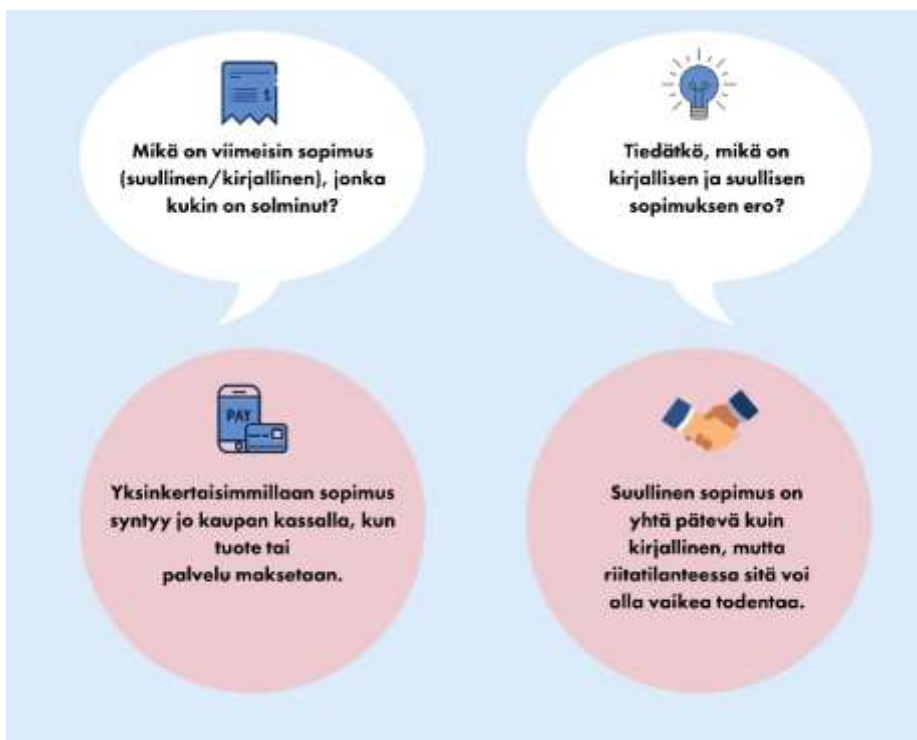 Mikä on viimeisin sopimus
(suullinen/kirjallinen), jonka
kukin on solminut?
Tiedätkö, mikä on
kirjallisen ja suullisen
sopimuksen ero?
PAY
Yksinkertaisimmillaan sopimus
syntyy jo kaupan kassalla, kun
tuote tai
palvelu maksetaan.
Suullinen sopimus on
yhtä pätevä kuin
kirjallinen, mutta
riitatilanteessa sitä voi
olla vaikea todentaa.